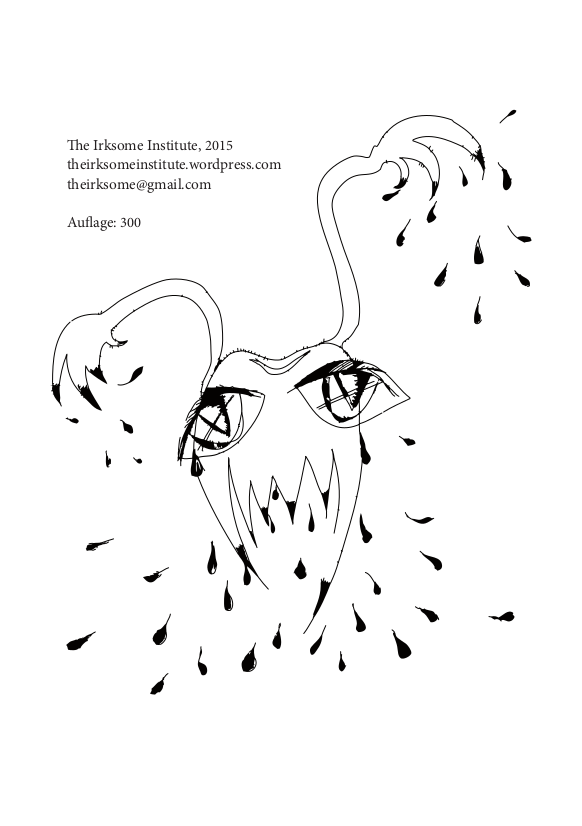 The Irksome Institute, 2015
theirksomeinstitute.wordpress.com
theirksome@gmail.com
Auflage: 300